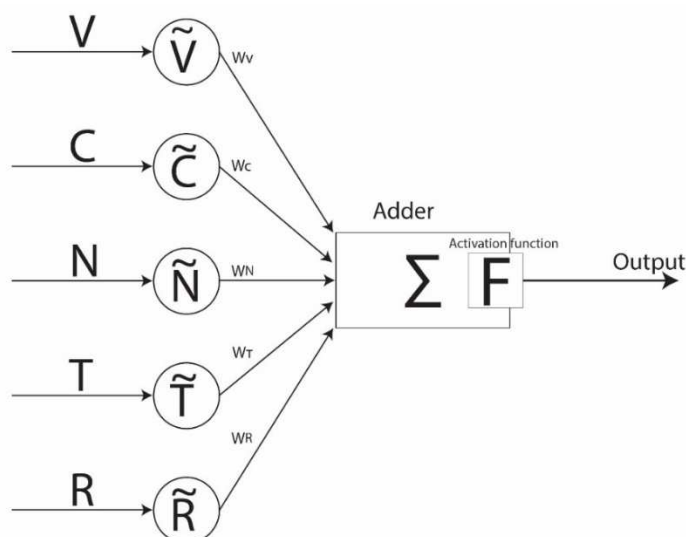 V
Ṽ
Wv
C
C̃
Wc
Adder
Activation function
N
Ñ
WN
Σ
F
Output
T
T̃
WT
WR
R
R̃